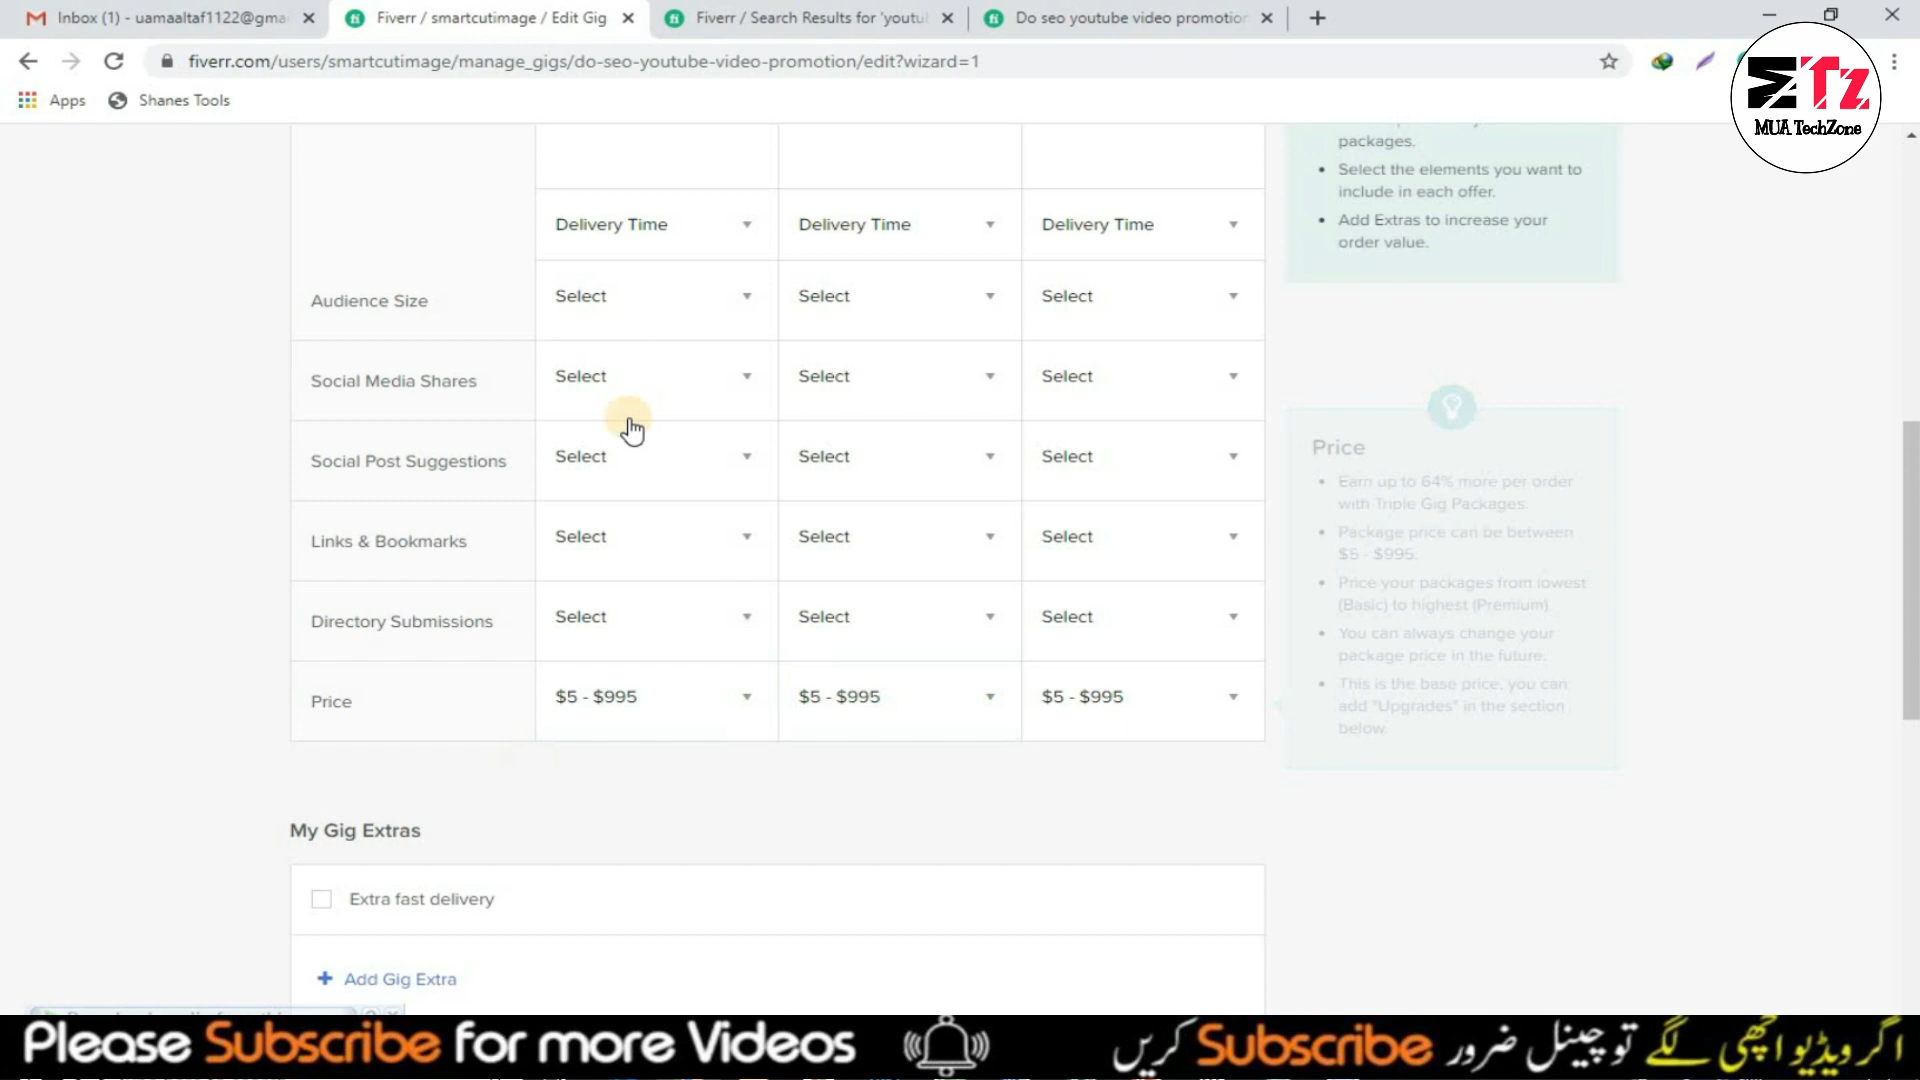 Inbox (1) - uamaaltaf1122@gma
Fiverr / smartcutimage / Edit Gig
Fiverr / Search Results for 'youtu
Do seo youtube video promotion
fiverr.com/users/smartcutimage/manage_gigs/do-seo-youtube-video-promotion/edit?wizard=1
Apps
Shanes Tools
MTz
MUA TechZone
packages.
Select the elements you want to
include in each offer.
Add Extras to increase your
order value.
Delivery Time Delivery Time Delivery Time
Audience Size Select Select Select
Social Media Shares Select Select Select
Social Post Suggestions Select Select Select
Links & Bookmarks Select Select Select
Directory Submissions Select Select Select
Price $5 - $995 $5 - $995 $5 - $995
Price
Earn up to 64% more per order
with Triple Gig Packages.
Package price can be between
$5 - $995.
Price your packages from lowest
(Basic) to highest (Premium).
You can always change your
package price in the future.
This is the base price, you can
add "Upgrades" in the section
below.
My Gig Extras
Extra fast delivery
+ Add Gig Extra
Please Subscribe for more Videos
اگر ویڈیو اچھی لگے تو چینل ضرور Subscribe کریں